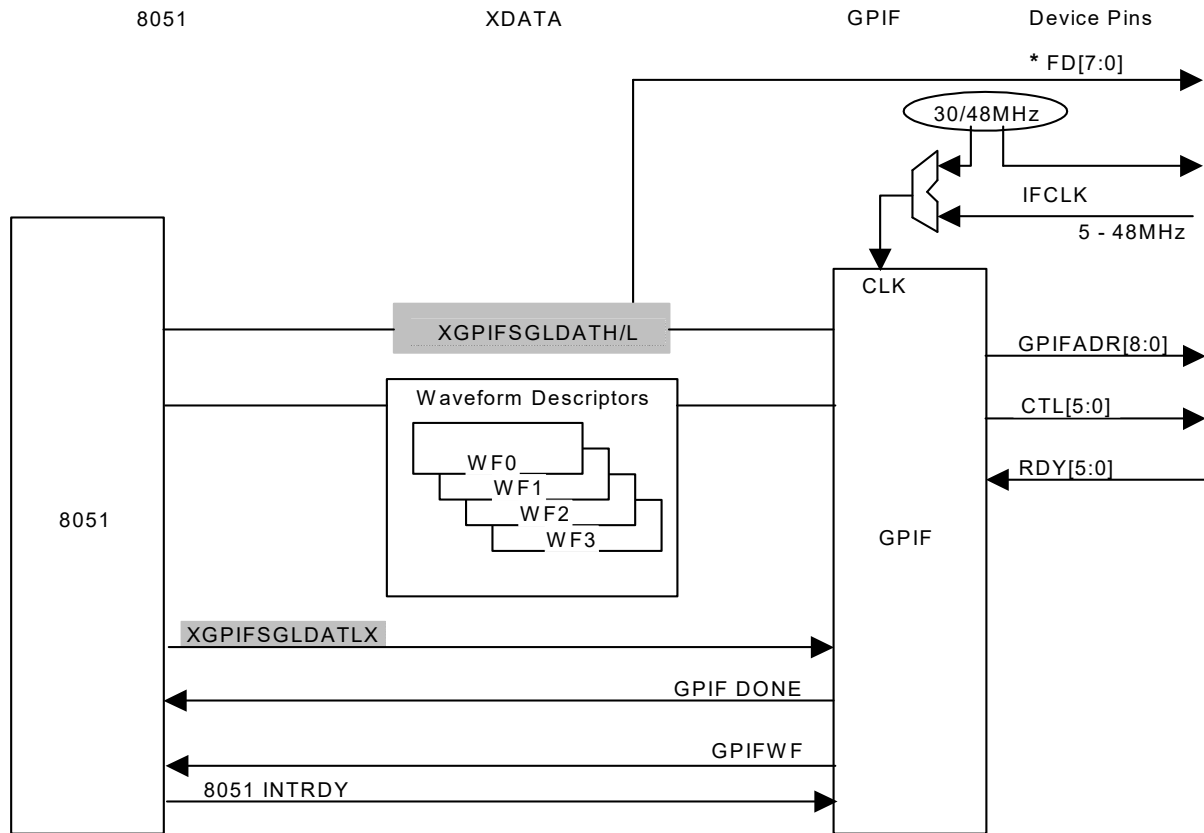 8051 XDATA GPIF Device Pins
* FD[7:0]
30/48MHz
IFCLK
5 - 48MHz
CLK
XGPIFSGLDATH/L
GPIFADR[8:0]
Waveform Descriptors
CTL[5:0]
WF0
RDY[5:0]
WF1
WF2
8051
WF3
GPIF
XGPIFSGLDATLX
GPIF DONE
GPIFWF
8051 INTRDY